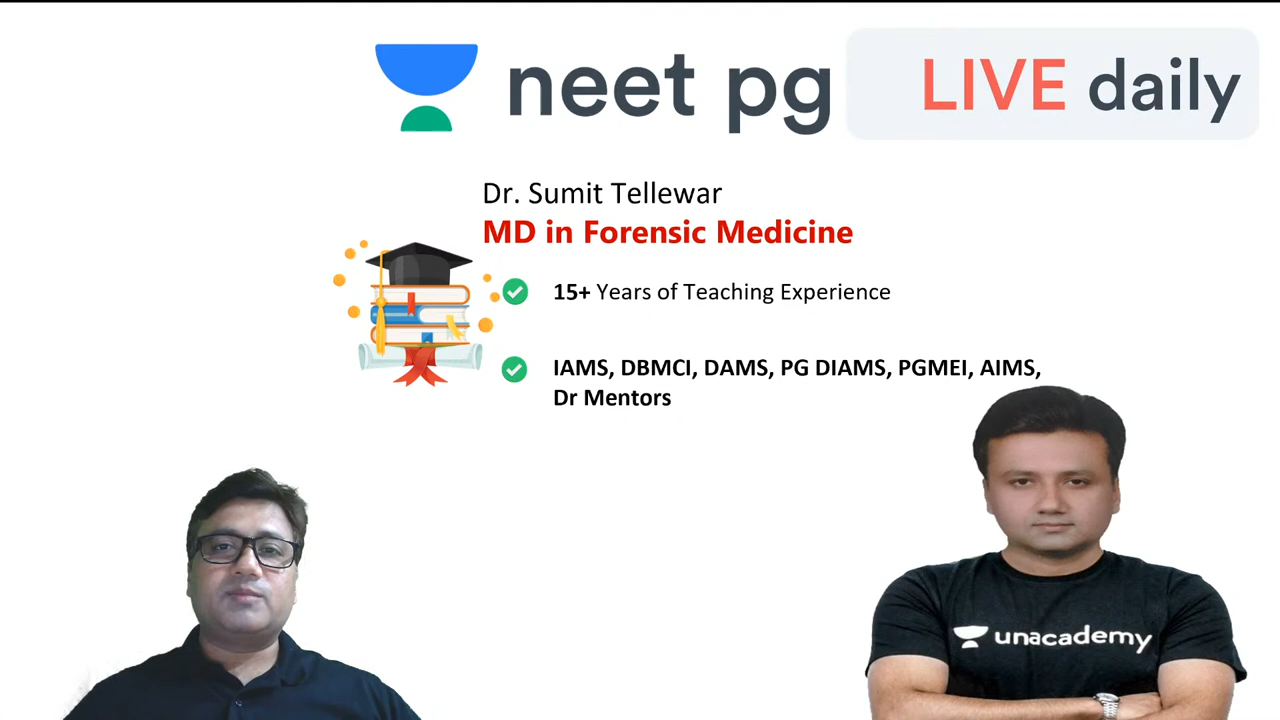 neet pg LIVE daily
Dr. Sumit Tellewar
MD in Forensic Medicine
15+ Years of Teaching Experience
IAMS, DBMCI, DAMS, PG DIAMS, PGMEI, AIMS,
Dr Mentors
unacademy